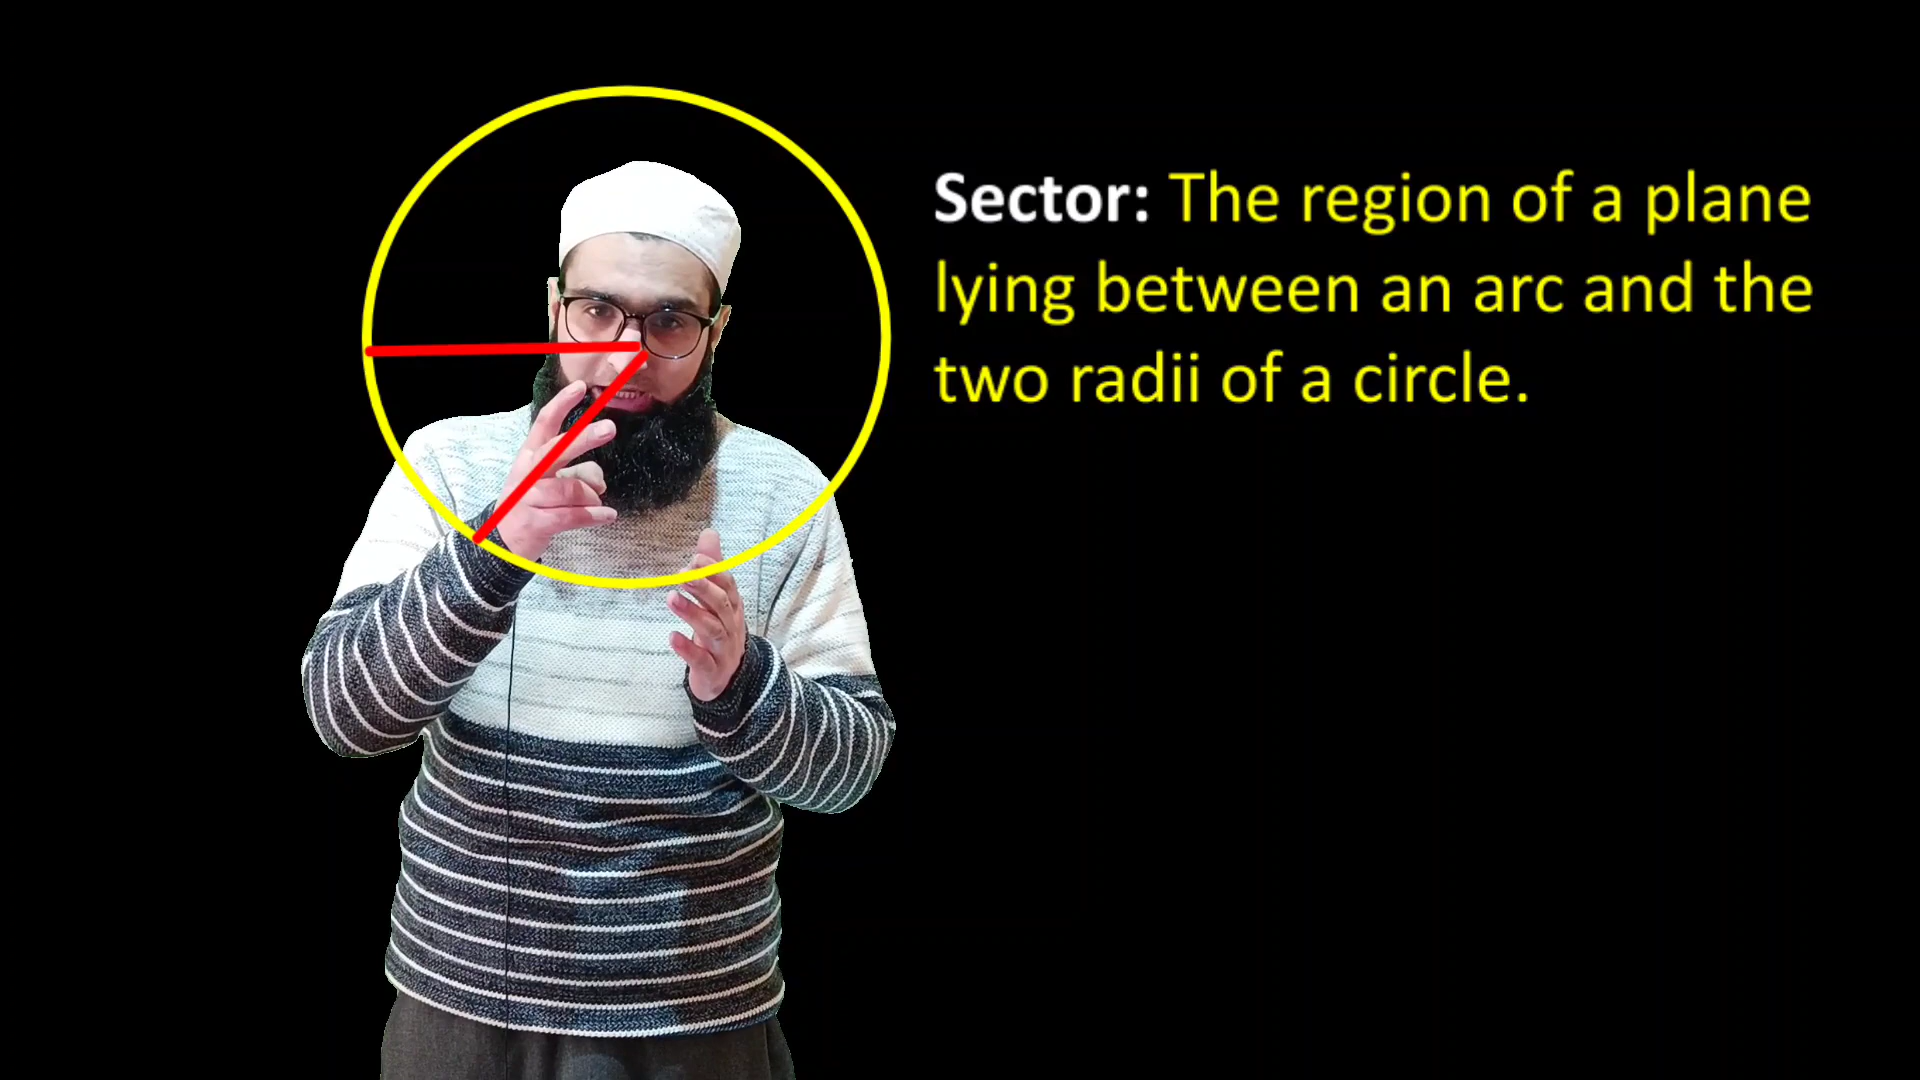 Sector: The region of a plane
lying between an arc and the
two radii of a circle.